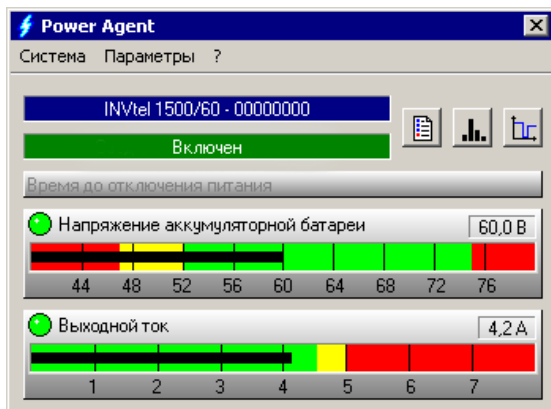 Power Agent
Система Параметры ?
INVtel 1500/60 - 00000000
Включен
Время до отключения питания
Напряжение аккумуляторной батареи 60,0 В
44 48 52 56 60 64 68 72 76
Выходной ток 4,2 А
1 2 3 4 5 6 7